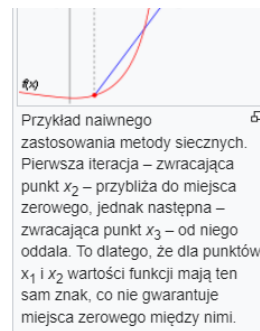 f(x)
Przykład naiwnego
zastosowania metody siecznych.
Pierwsza iteracja – zwracająca
punkt x₂ – przybliża do miejsca
zerowego, jednak następna –
zwracająca punkt x₃ – od niego
oddala. To dlatego, że dla punktów
x₁ i x₂ wartości funkcji mają ten
sam znak, co nie gwarantuje
miejsca zerowego między nimi.